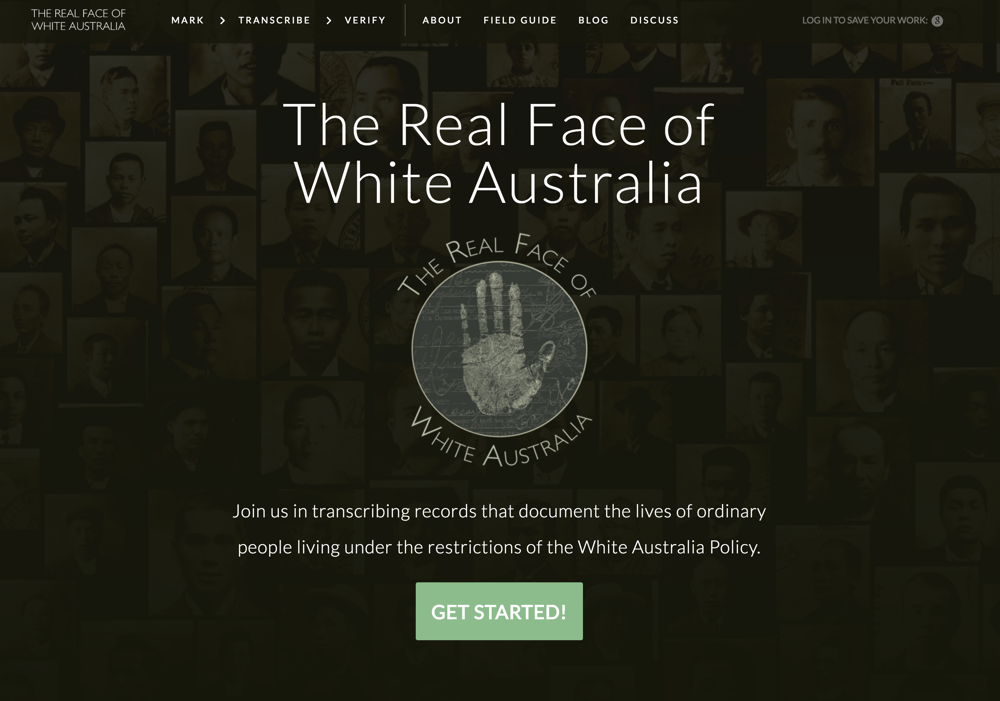 THE REAL FACE OF
WHITE AUSTRALIA
MARK > TRANSCRIBE > VERIFY
ABOUT FIELD GUIDE BLOG DISCUSS
LOG IN TO SAVE YOUR WORK: g
The Real Face of
White Australia
THE REAL FACE OF
WHITE AUSTRALIA
Join us in transcribing records that document the lives of ordinary
people living under the restrictions of the White Australia Policy.
GET STARTED!